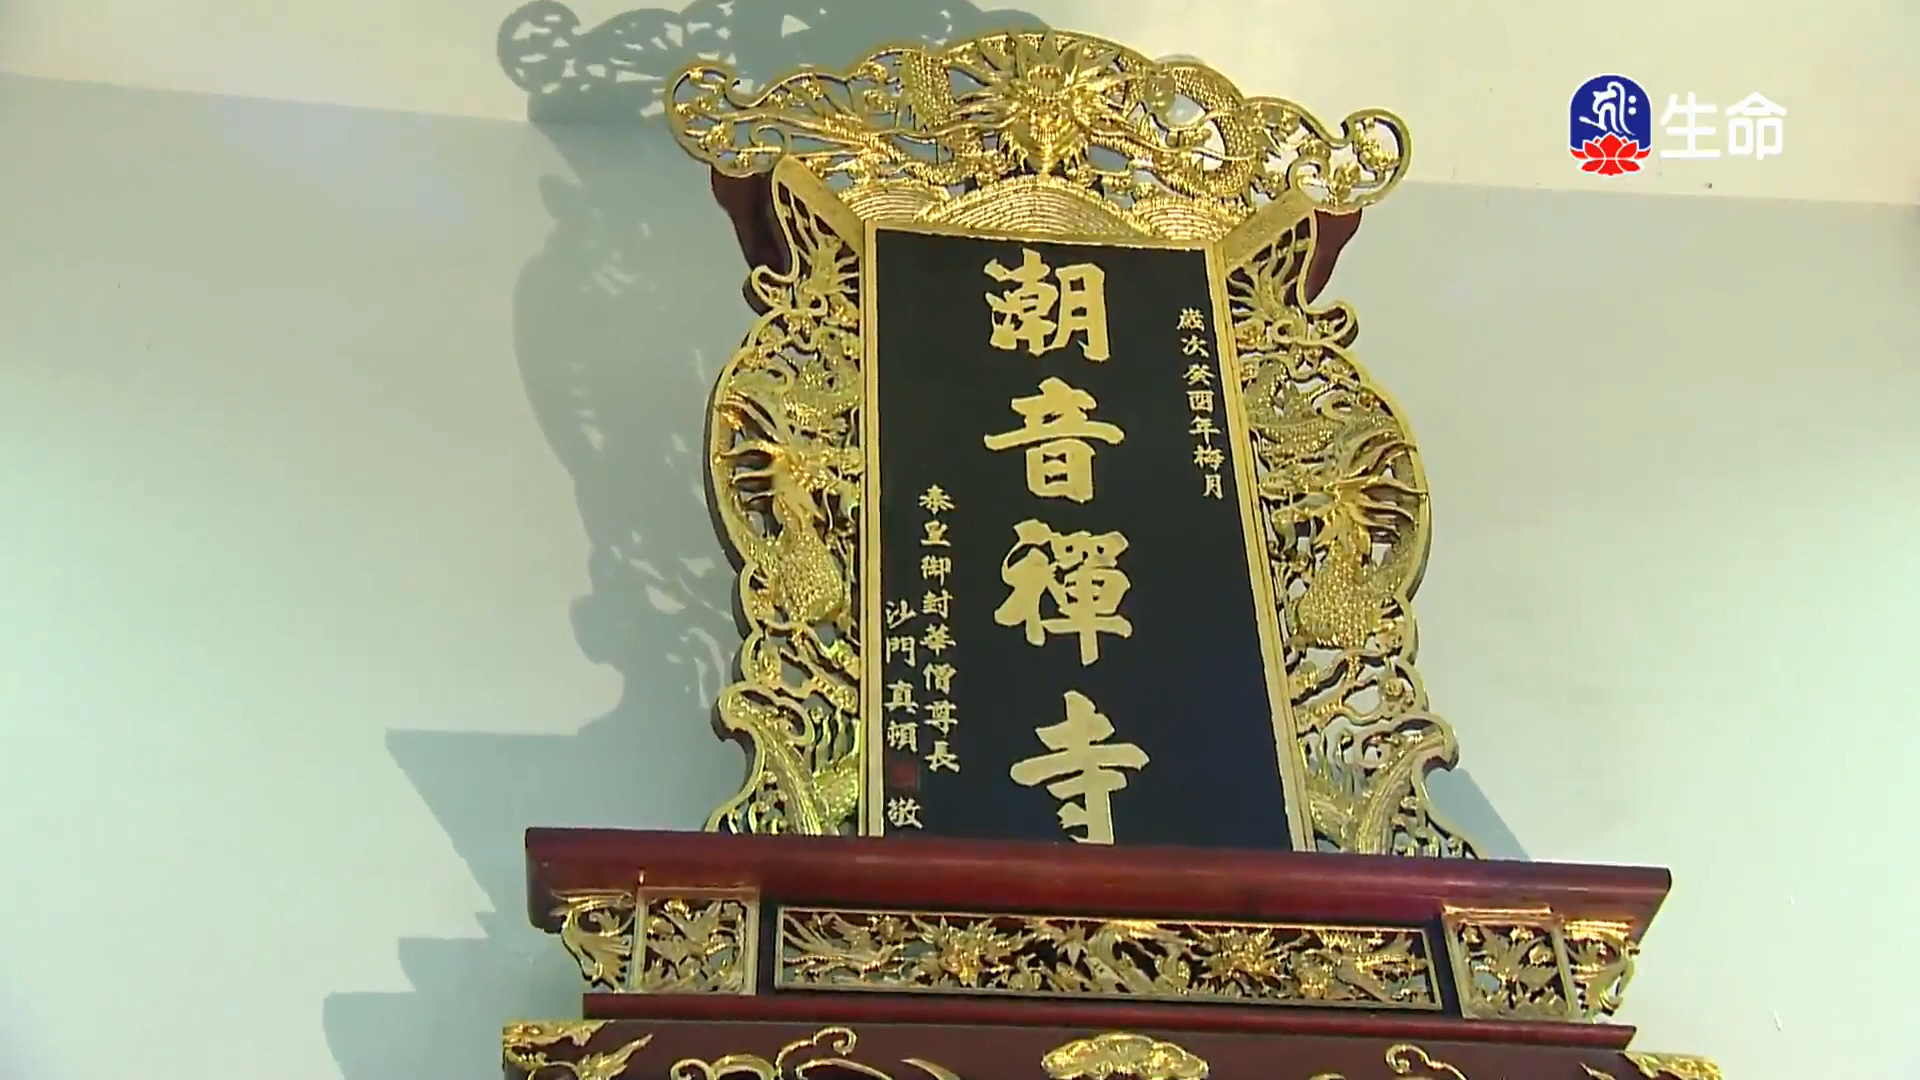 生命
歲次癸酉年梅月
潮音禪寺
泰皇御封華僧尊長
沙門真頓
敬